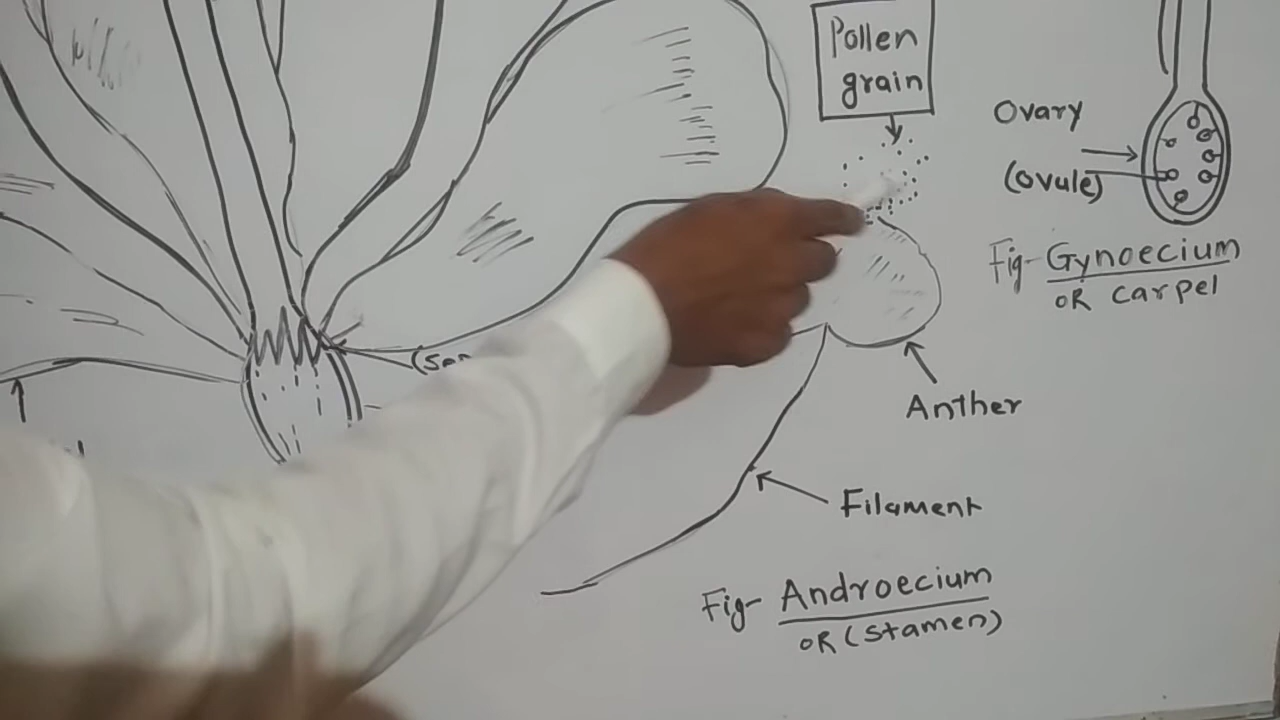 Pollen
grain
Ovary
(ovule)
Fig- Gynoecium
OR Carpel
Anther
Filament
Fig- Androecium
OR (Stamen)